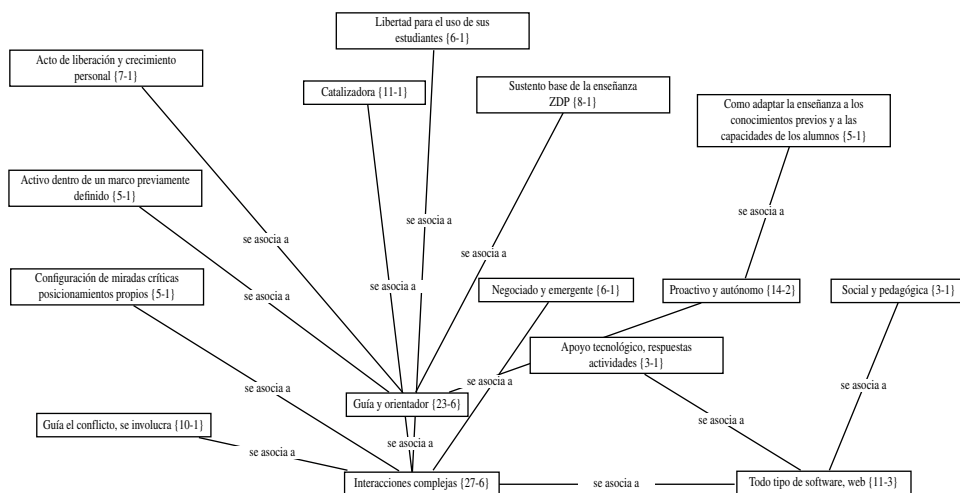 Libertad para el uso de sus
estudiantes {6-1}
Acto de liberación y crecimiento
personal {7-1}
Catalizadora {11-1}
Sustento base de la enseñanza
ZDP {8-1}
Como adaptar la enseñanza a los
conocimientos previos y a las
capacidades de los alumnos {5-1}
Activo dentro de un marco previamente
definido {5-1}
se asocia a
se asocia a
se asocia a
se asocia a
Configuración de miradas críticas
posicionamientos propios {5-1}
se asocia a
Negociado y emergente {6-1}
Proactivo y autónomo {14-2}
Social y pedagógica {3-1}
se asocia a
se asocia a
Apoyo tecnológico, respuestas
actividades {3-1}
se asocia a
se asocia a
Guía y orientador {23-6}
se asocia a
se asocia a
Guía el conflicto, se involucra {10-1}
se asocia a
se asocia a
Interacciones complejas {27-6}
se asocia a
Todo tipo de software, web {11-3}